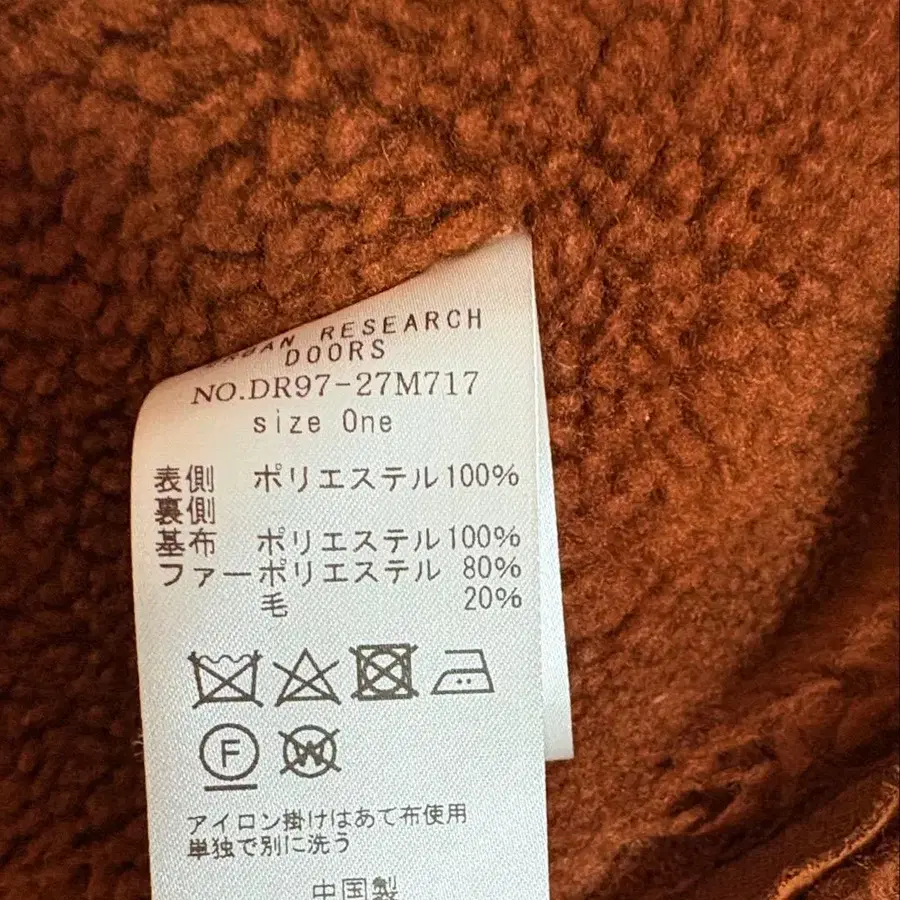 URBAN RESEARCH
DOORS
NO.DR97-27M717
size One
表側 ポリエステル100%
裏側
基布 ポリエステル100%
ファーポリエステル 80%
毛 20%
F
W
アイロン掛けはあて布使用
単独で別に洗う
中国製